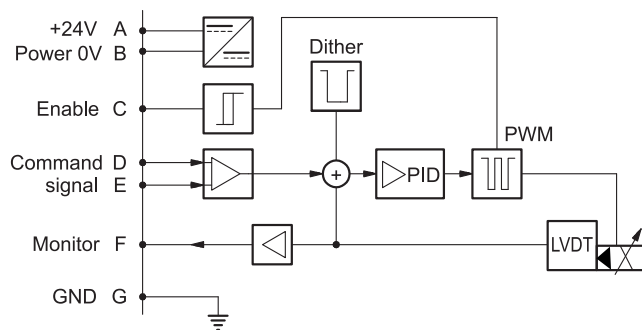 +24V A
Power 0V B
Dither
Enable C
PWM
Command D
signal E
PID
Monitor F
LVDT
GND G